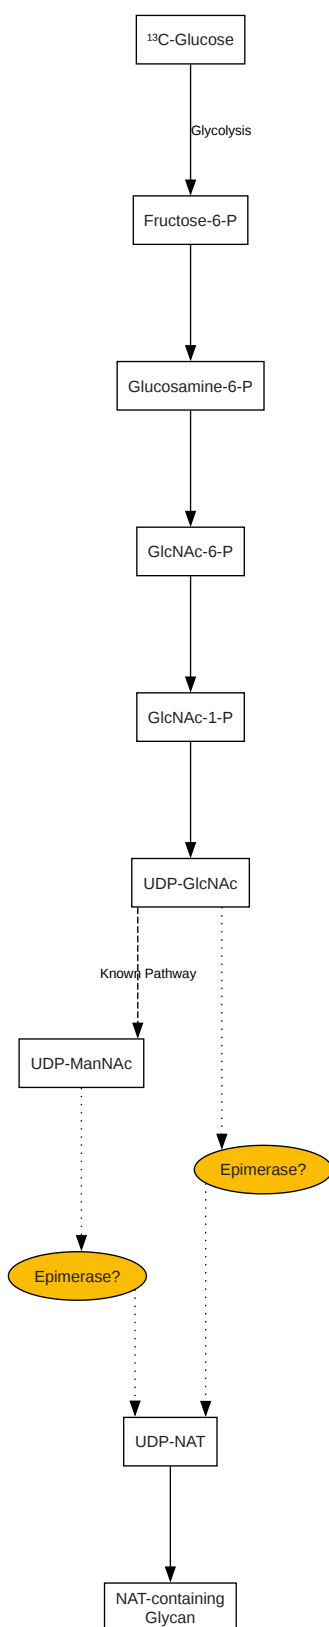 ¹³C-Glucose
Glycolysis
Fructose-6-P
Glucosamine-6-P
GlcNAc-6-P
GlcNAc-1-P
UDP-GlcNAc
Known Pathway
UDP-ManNAc
Epimerase?
Epimerase?
UDP-NAT
NAT-containing
Glycan